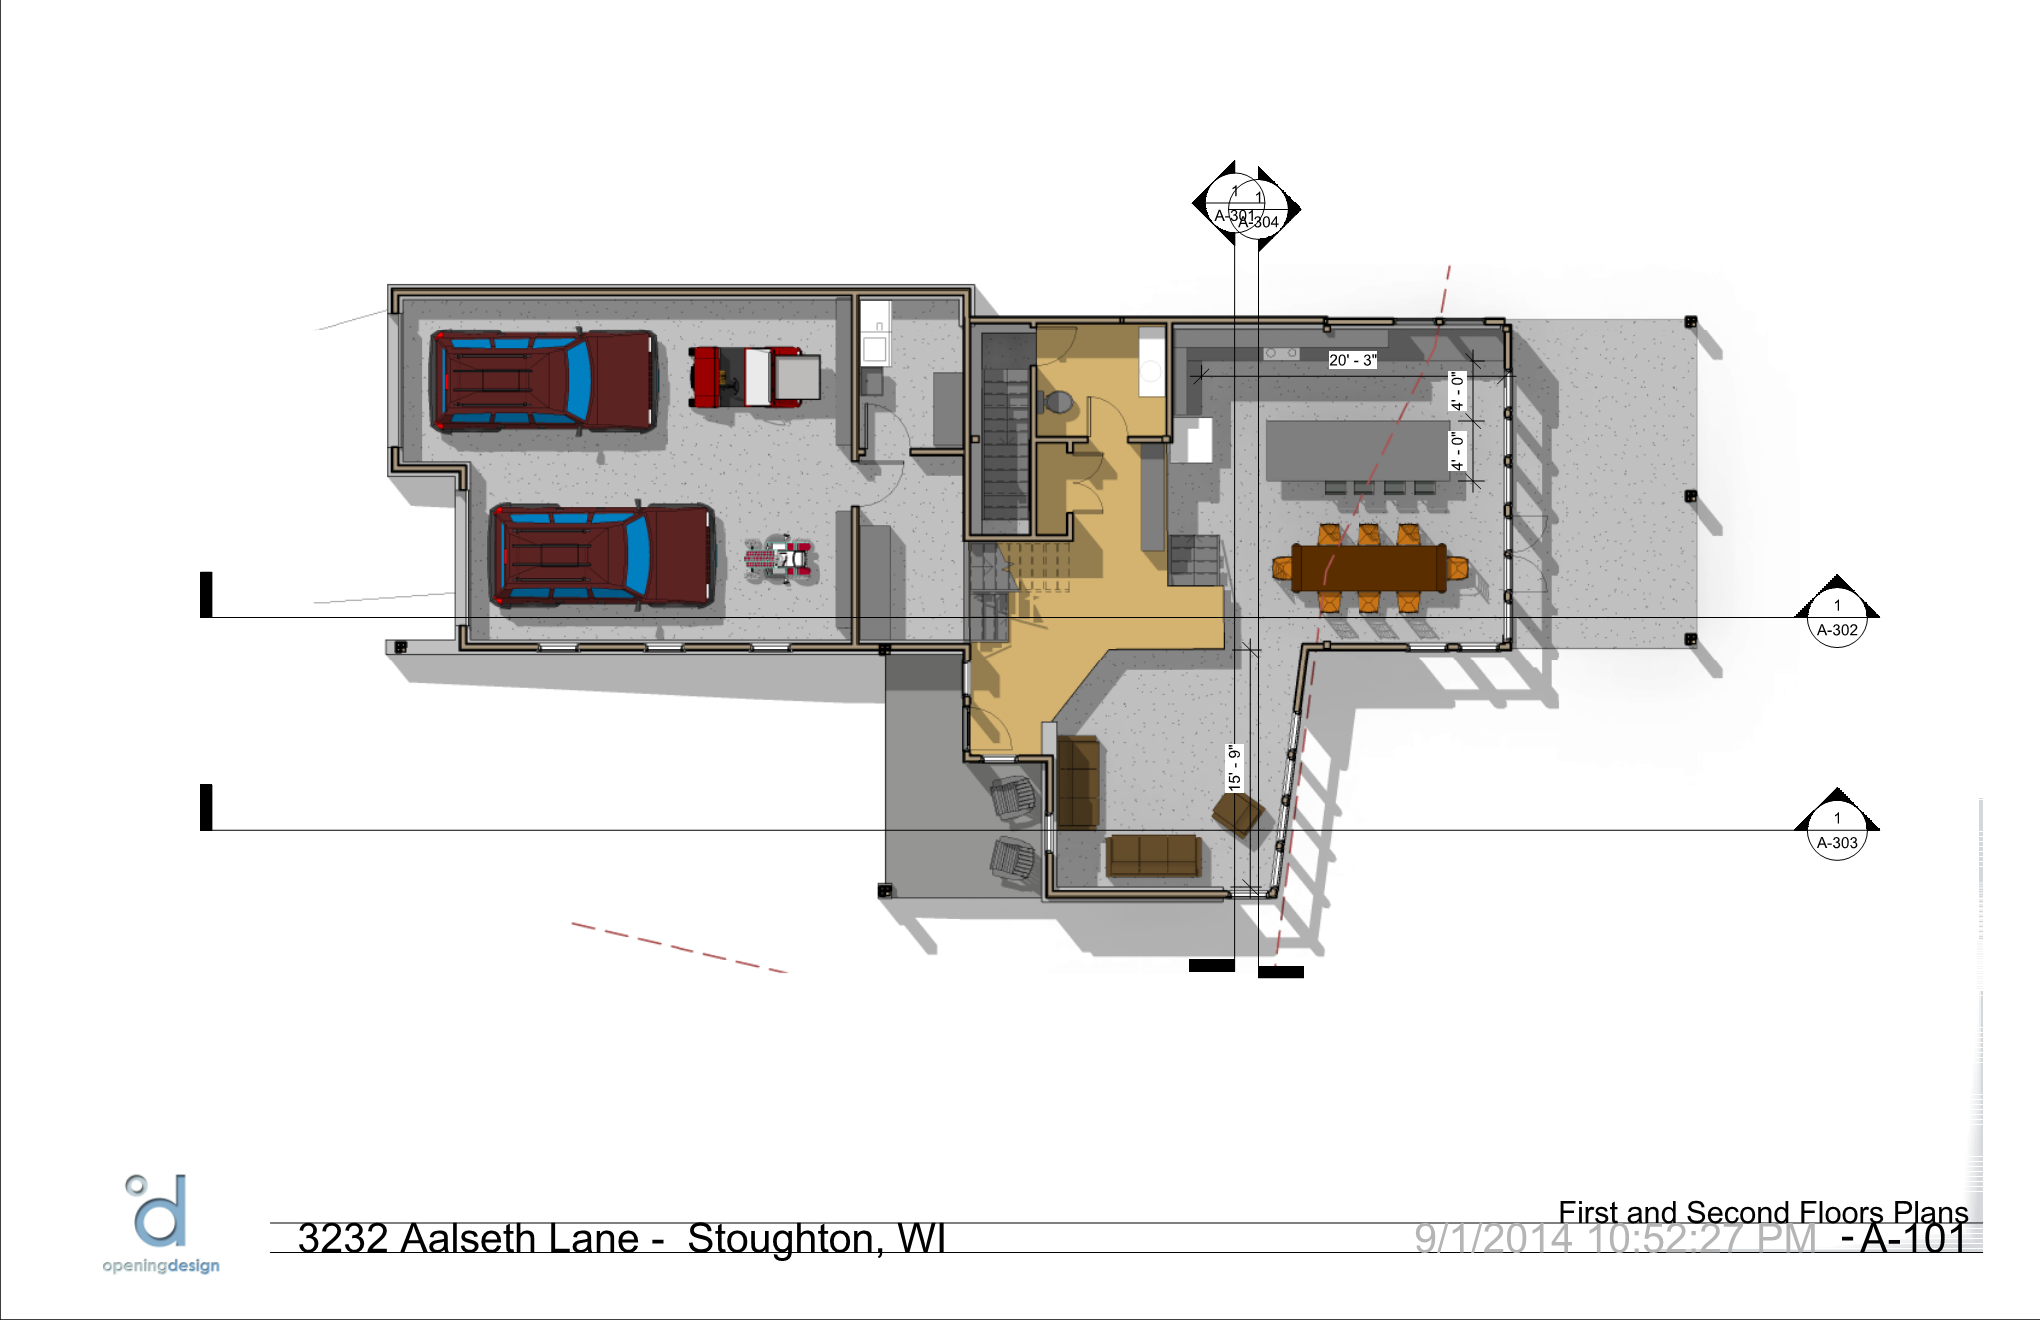 1
A-301
1
A-304
20' - 3"
4' - 0"
4' - 0"
1
A-302
15' - 9"
1
A-303
First and Second Floors Plans
3232 Aalseth Lane - Stoughton, WI
9/1/2014 10:52:27 PM
- A-101
openingdesign